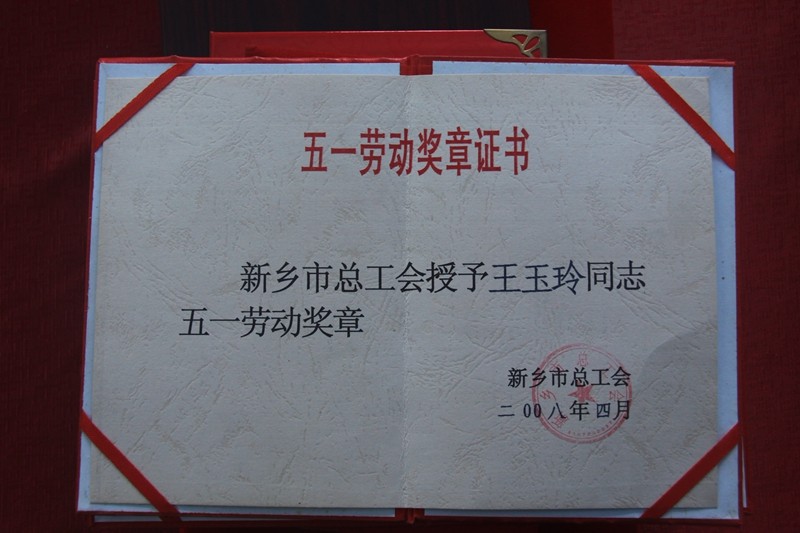 五一劳动奖章证书
新乡市总工会授予王玉玲同志
五一劳动奖章
新乡市总工会
二00八年四月